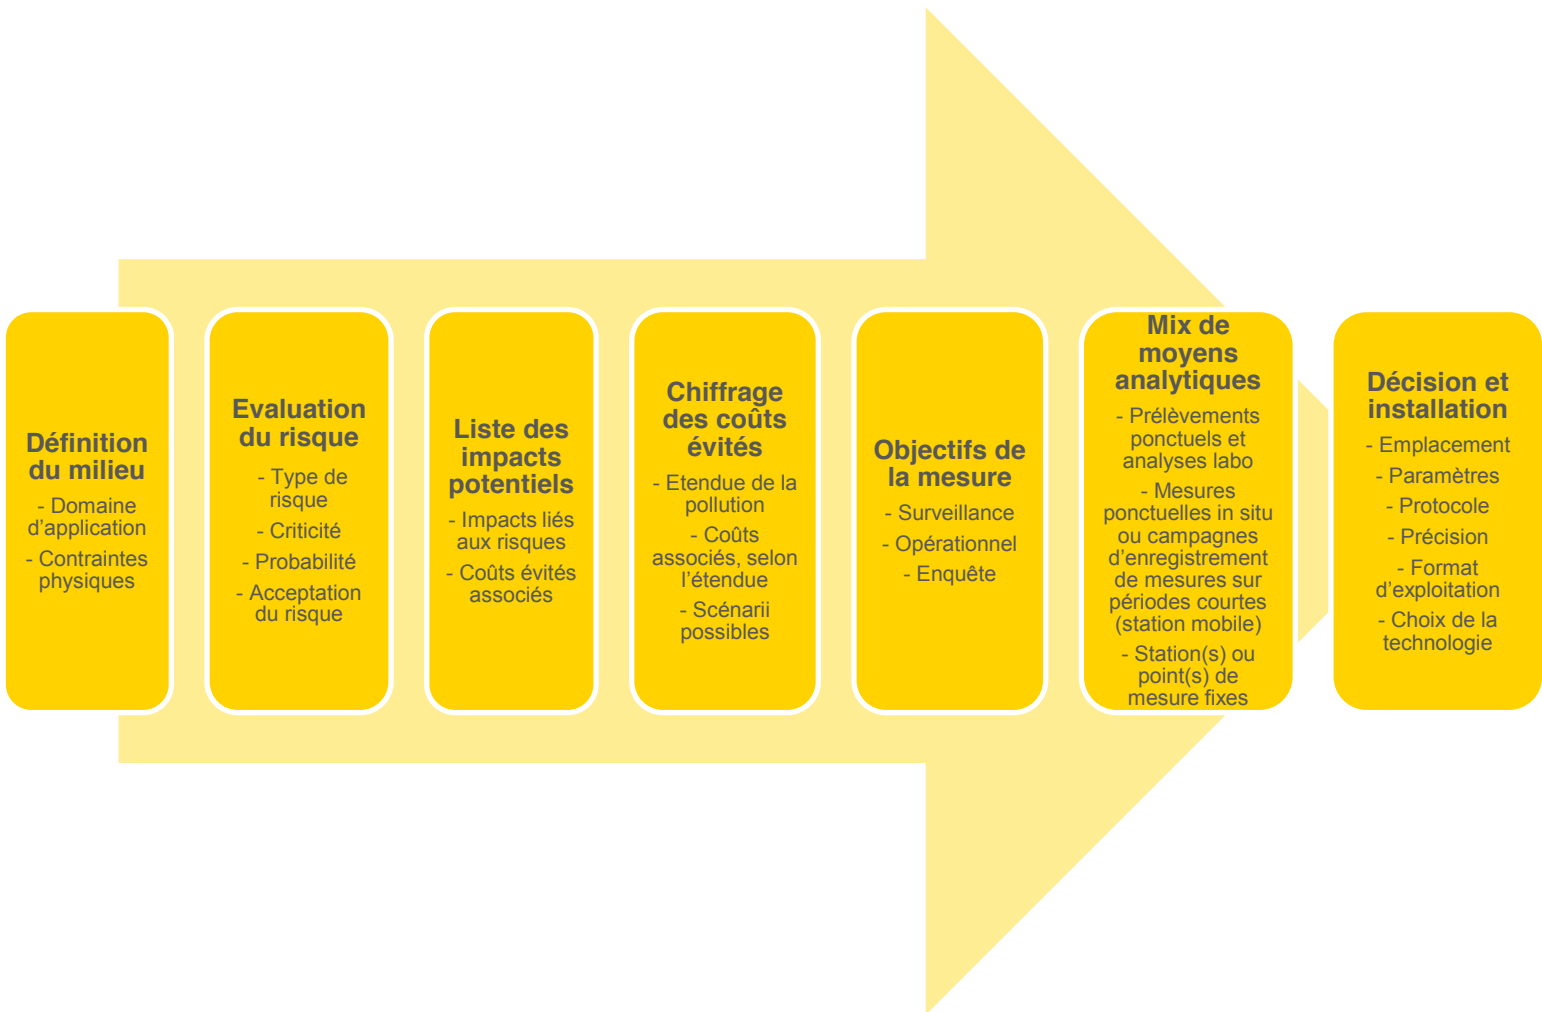 Définition
du milieu
- Domaine
d’application
- Contraintes
physiques
Evaluation
du risque
- Type de
risque
- Criticité
- Probabilité
- Acceptation
du risque
Liste des
impacts
potentiels
- Impacts liés
aux risques
- Coûts évités
associés
Chiffrage
des coûts
évités
- Etendue de la
pollution
- Coûts
associés, selon
l’étendue
- Scénarii
possibles
Objectifs de
la mesure
- Surveillance
- Opérationnel
- Enquête
Mix de
moyens
analytiques
- Prélèvements
ponctuels et
analyses labo
- Mesures
ponctuelles in situ
ou campagnes
d’enregistrement
de mesures sur
périodes courtes
(station mobile)
- Station(s) ou
point(s) de
mesure fixes
Décision et
installation
- Emplacement
- Paramètres
- Protocole
- Précision
- Format
d’exploitation
- Choix de la
technologie